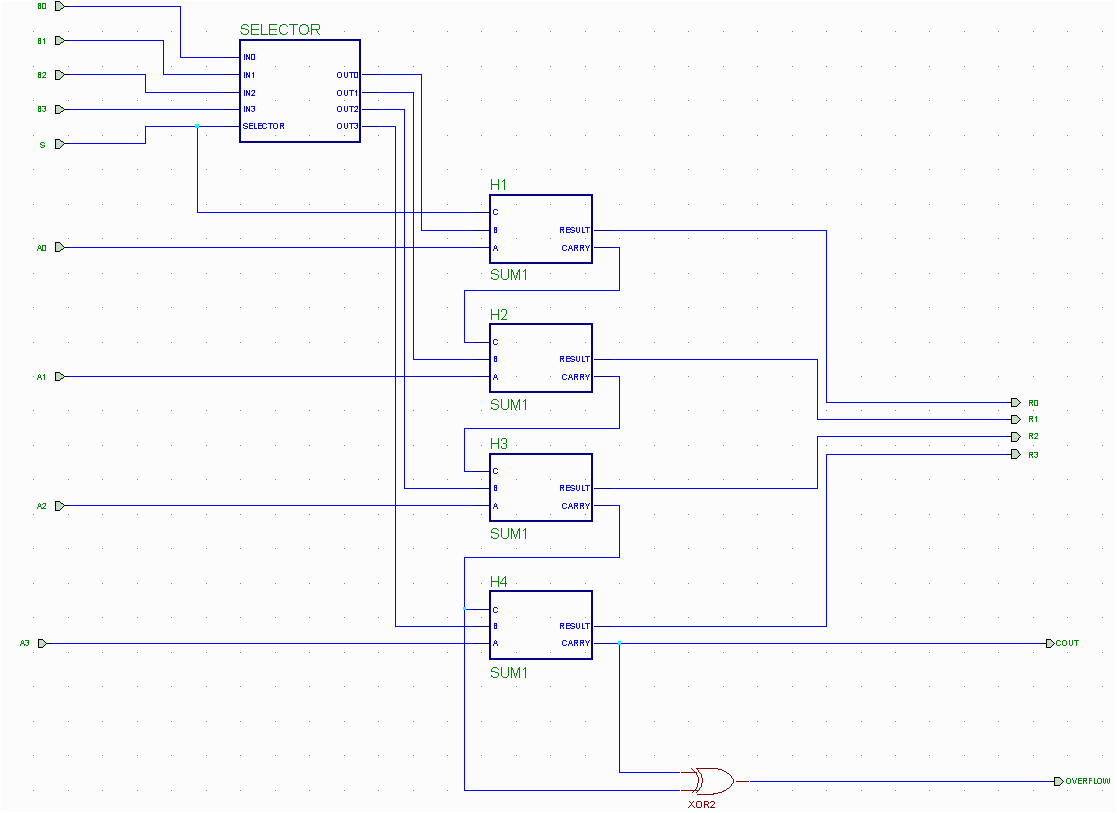 B0
SELECTOR
B1
IN0
B2
IN1
OUT0
IN2
OUT1
B3
IN3
OUT2
SELECTOR
OUT3
S
H1
C
B
RESULT
A0
A
CARRY
SUM1
H2
C
B
RESULT
A1
A
CARRY
SUM1
R0
R1
R2
H3
R3
C
B
RESULT
A2
A
CARRY
SUM1
H4
C
B
RESULT
A3
A
CARRY
COUT
SUM1
OVERFLOW
XOR2